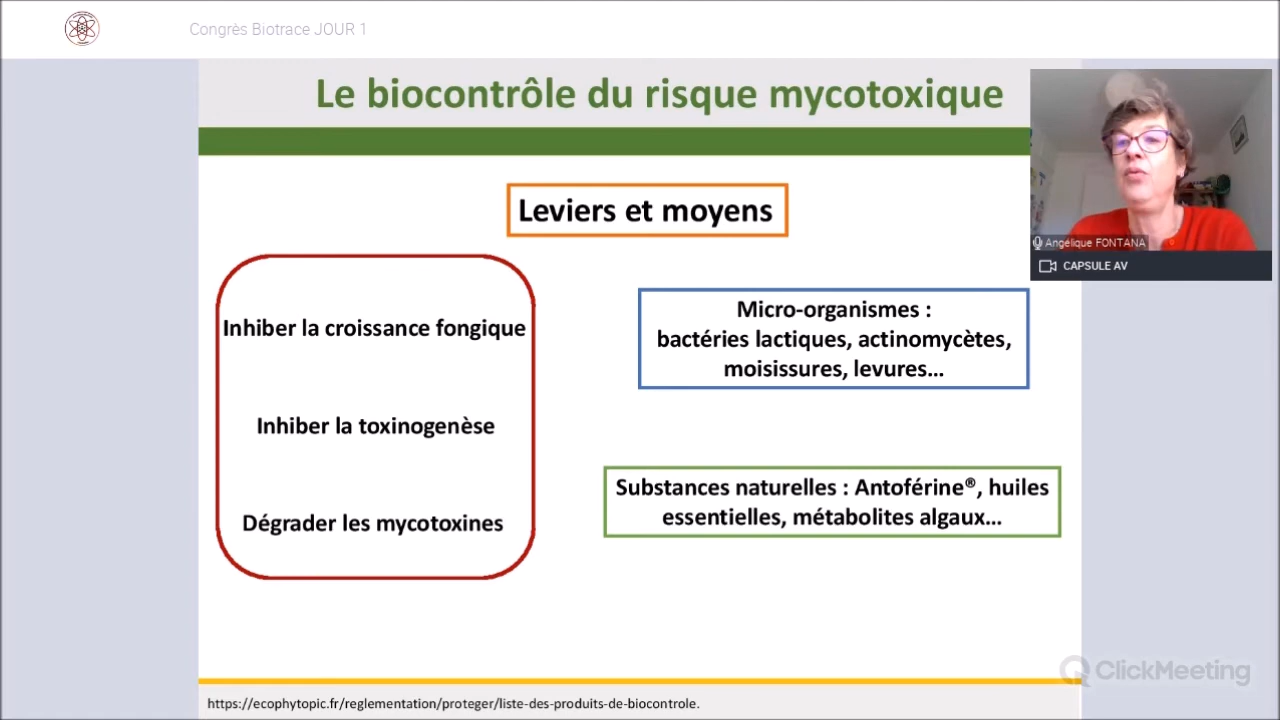 Congrès Biotrace JOUR 1
Le biocontrôle du risque mycotoxique
Leviers et moyens
Angélique FONTANA
CAPSULE AV
Inhiber la croissance fongique
Inhiber la toxinogenèse
Dégrader les mycotoxines
Micro-organismes :
bactéries lactiques, actinomycètes,
moisissures, levures...
Substances naturelles : Antoférine®, huiles
essentielles, métabolites algaux...
ClickMeeting
https://ecophytopic.fr/reglementation/proteger/liste-des-produits-de-biocontrole.